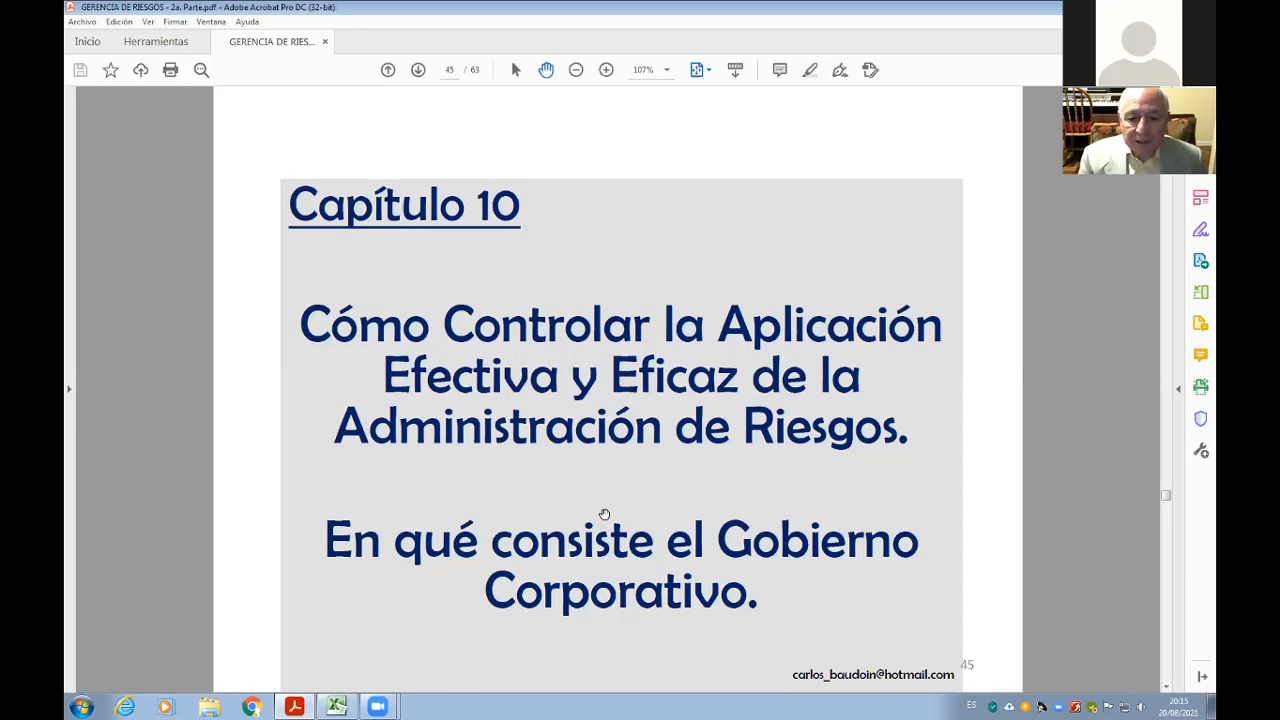 GERENCIA DE RIESGOS - 2a. Parte.pdf - Adobe Acrobat Pro DC (32-bit)
Archivo Edición Ver Firmar Ventana Ayuda
Inicio Herramientas GERENCIA DE RIES... ×
45 / 63 107%
Capítulo 10
Cómo Controlar la Aplicación
Efectiva y Eficaz de la
Administración de Riesgos.
En qué consiste el Gobierno
Corporativo.
45
carlos_baudoin@hotmail.com
ES 20:15
20/08/2021